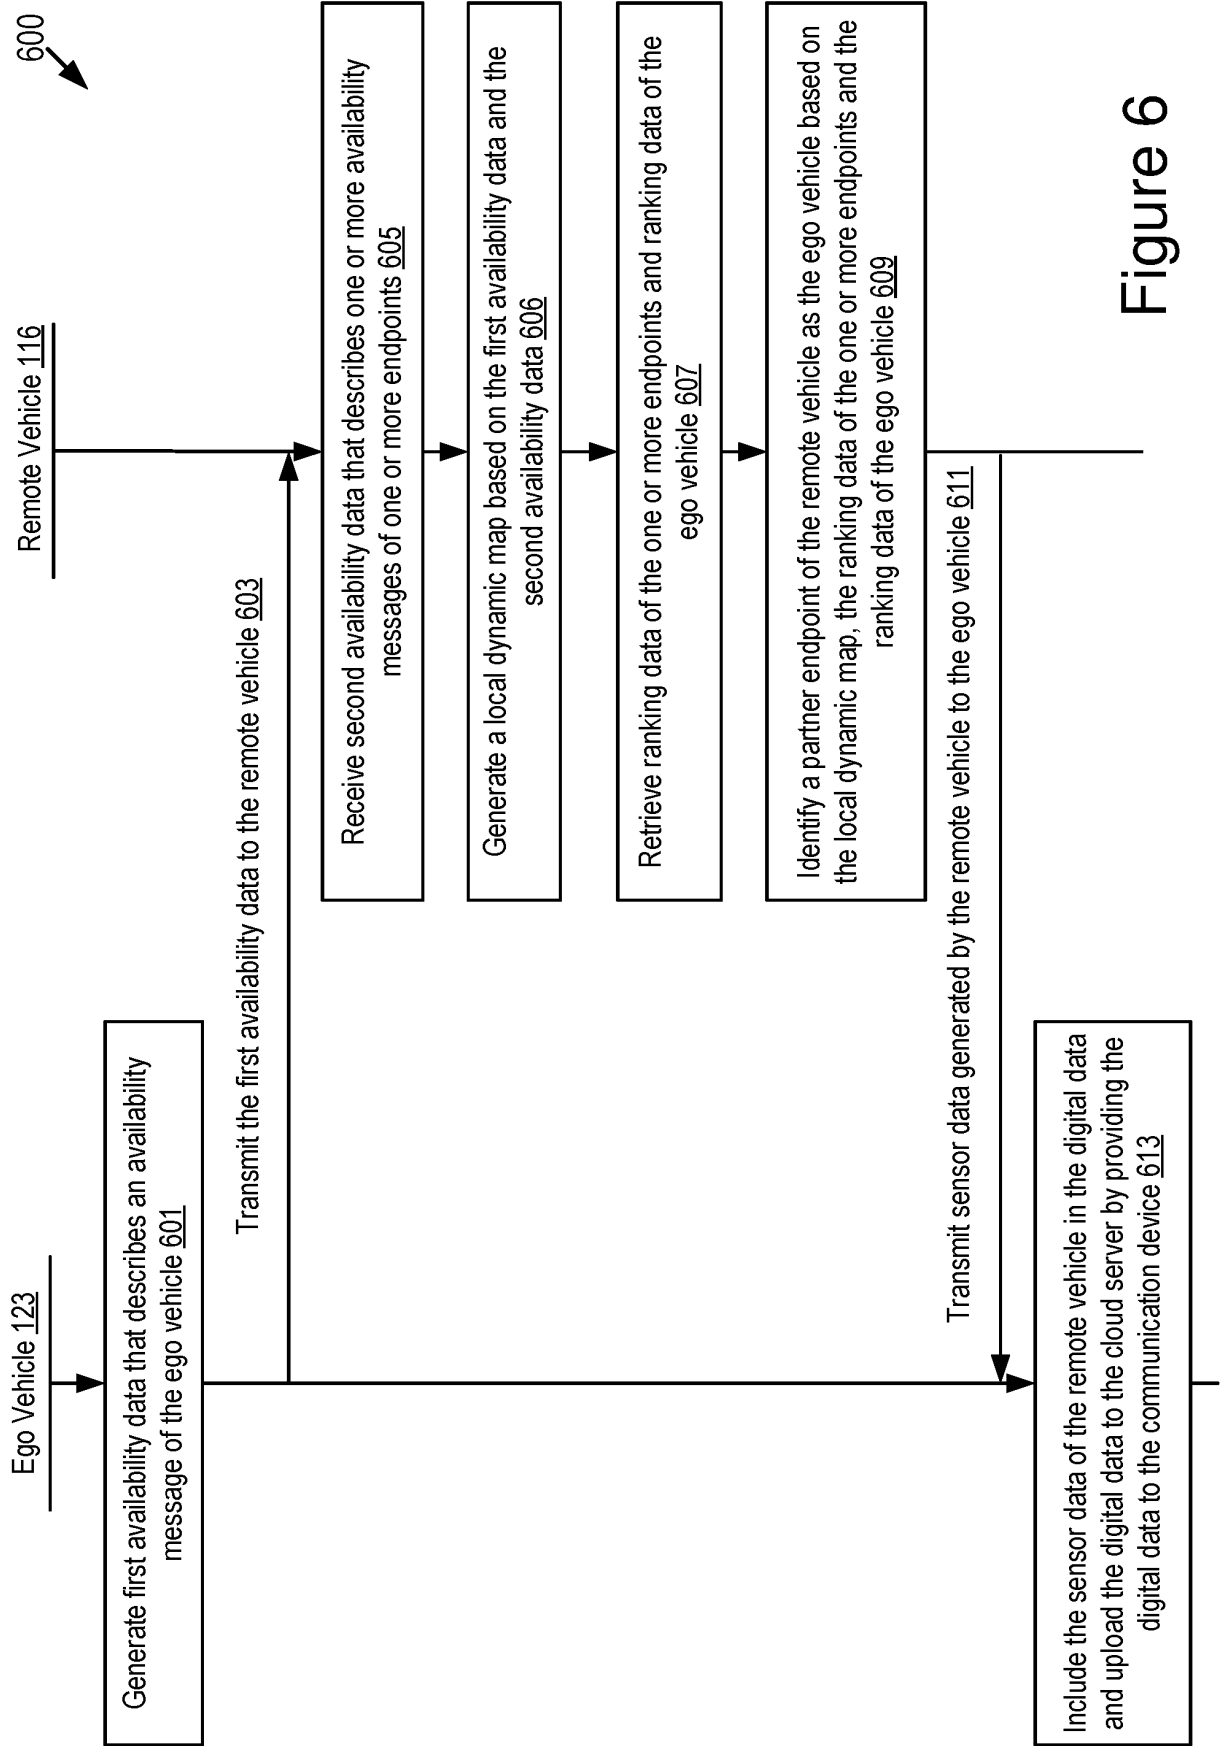 600
Ego Vehicle 123
Remote Vehicle 116
Generate first availability data that describes an availability
message of the ego vehicle 601
Transmit the first availability data to the remote vehicle 603
Receive second availability data that describes one or more availability
messages of one or more endpoints 605
Generate a local dynamic map based on the first availability data and the
second availability data 606
Retrieve ranking data of the one or more endpoints and ranking data of the
ego vehicle 607
Identify a partner endpoint of the remote vehicle as the ego vehicle based on
the local dynamic map, the ranking data of the one or more endpoints and the
ranking data of the ego vehicle 609
Transmit sensor data generated by the remote vehicle to the ego vehicle 611
Include the sensor data of the remote vehicle in the digital data
and upload the digital data to the cloud server by providing the
digital data to the communication device 613
Figure 6